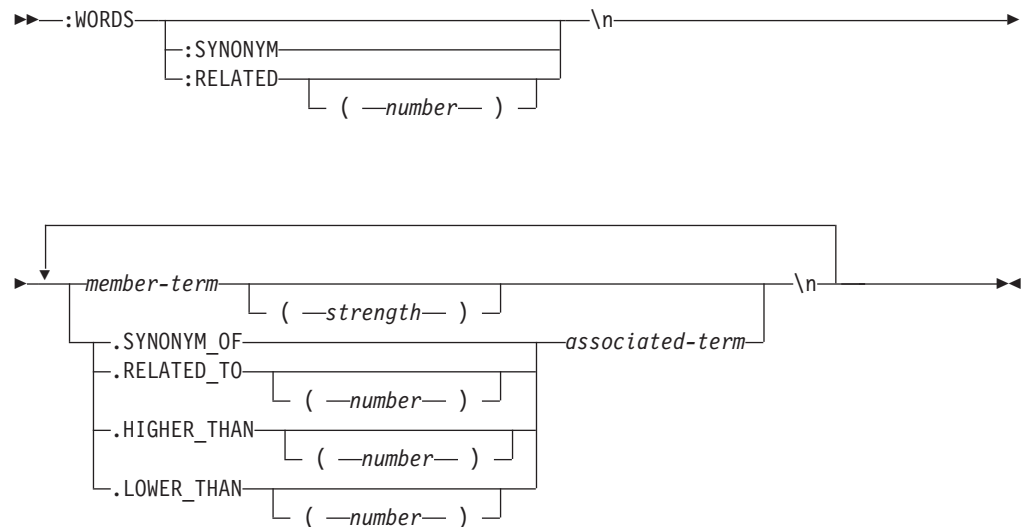 :WORDS \n
:SYNONYM
:RELATED
( number )
member-term \n
( strength )
.SYNONYM_OF associated-term
.RELATED_TO
( number )
.HIGHER_THAN
( number )
.LOWER_THAN
( number )